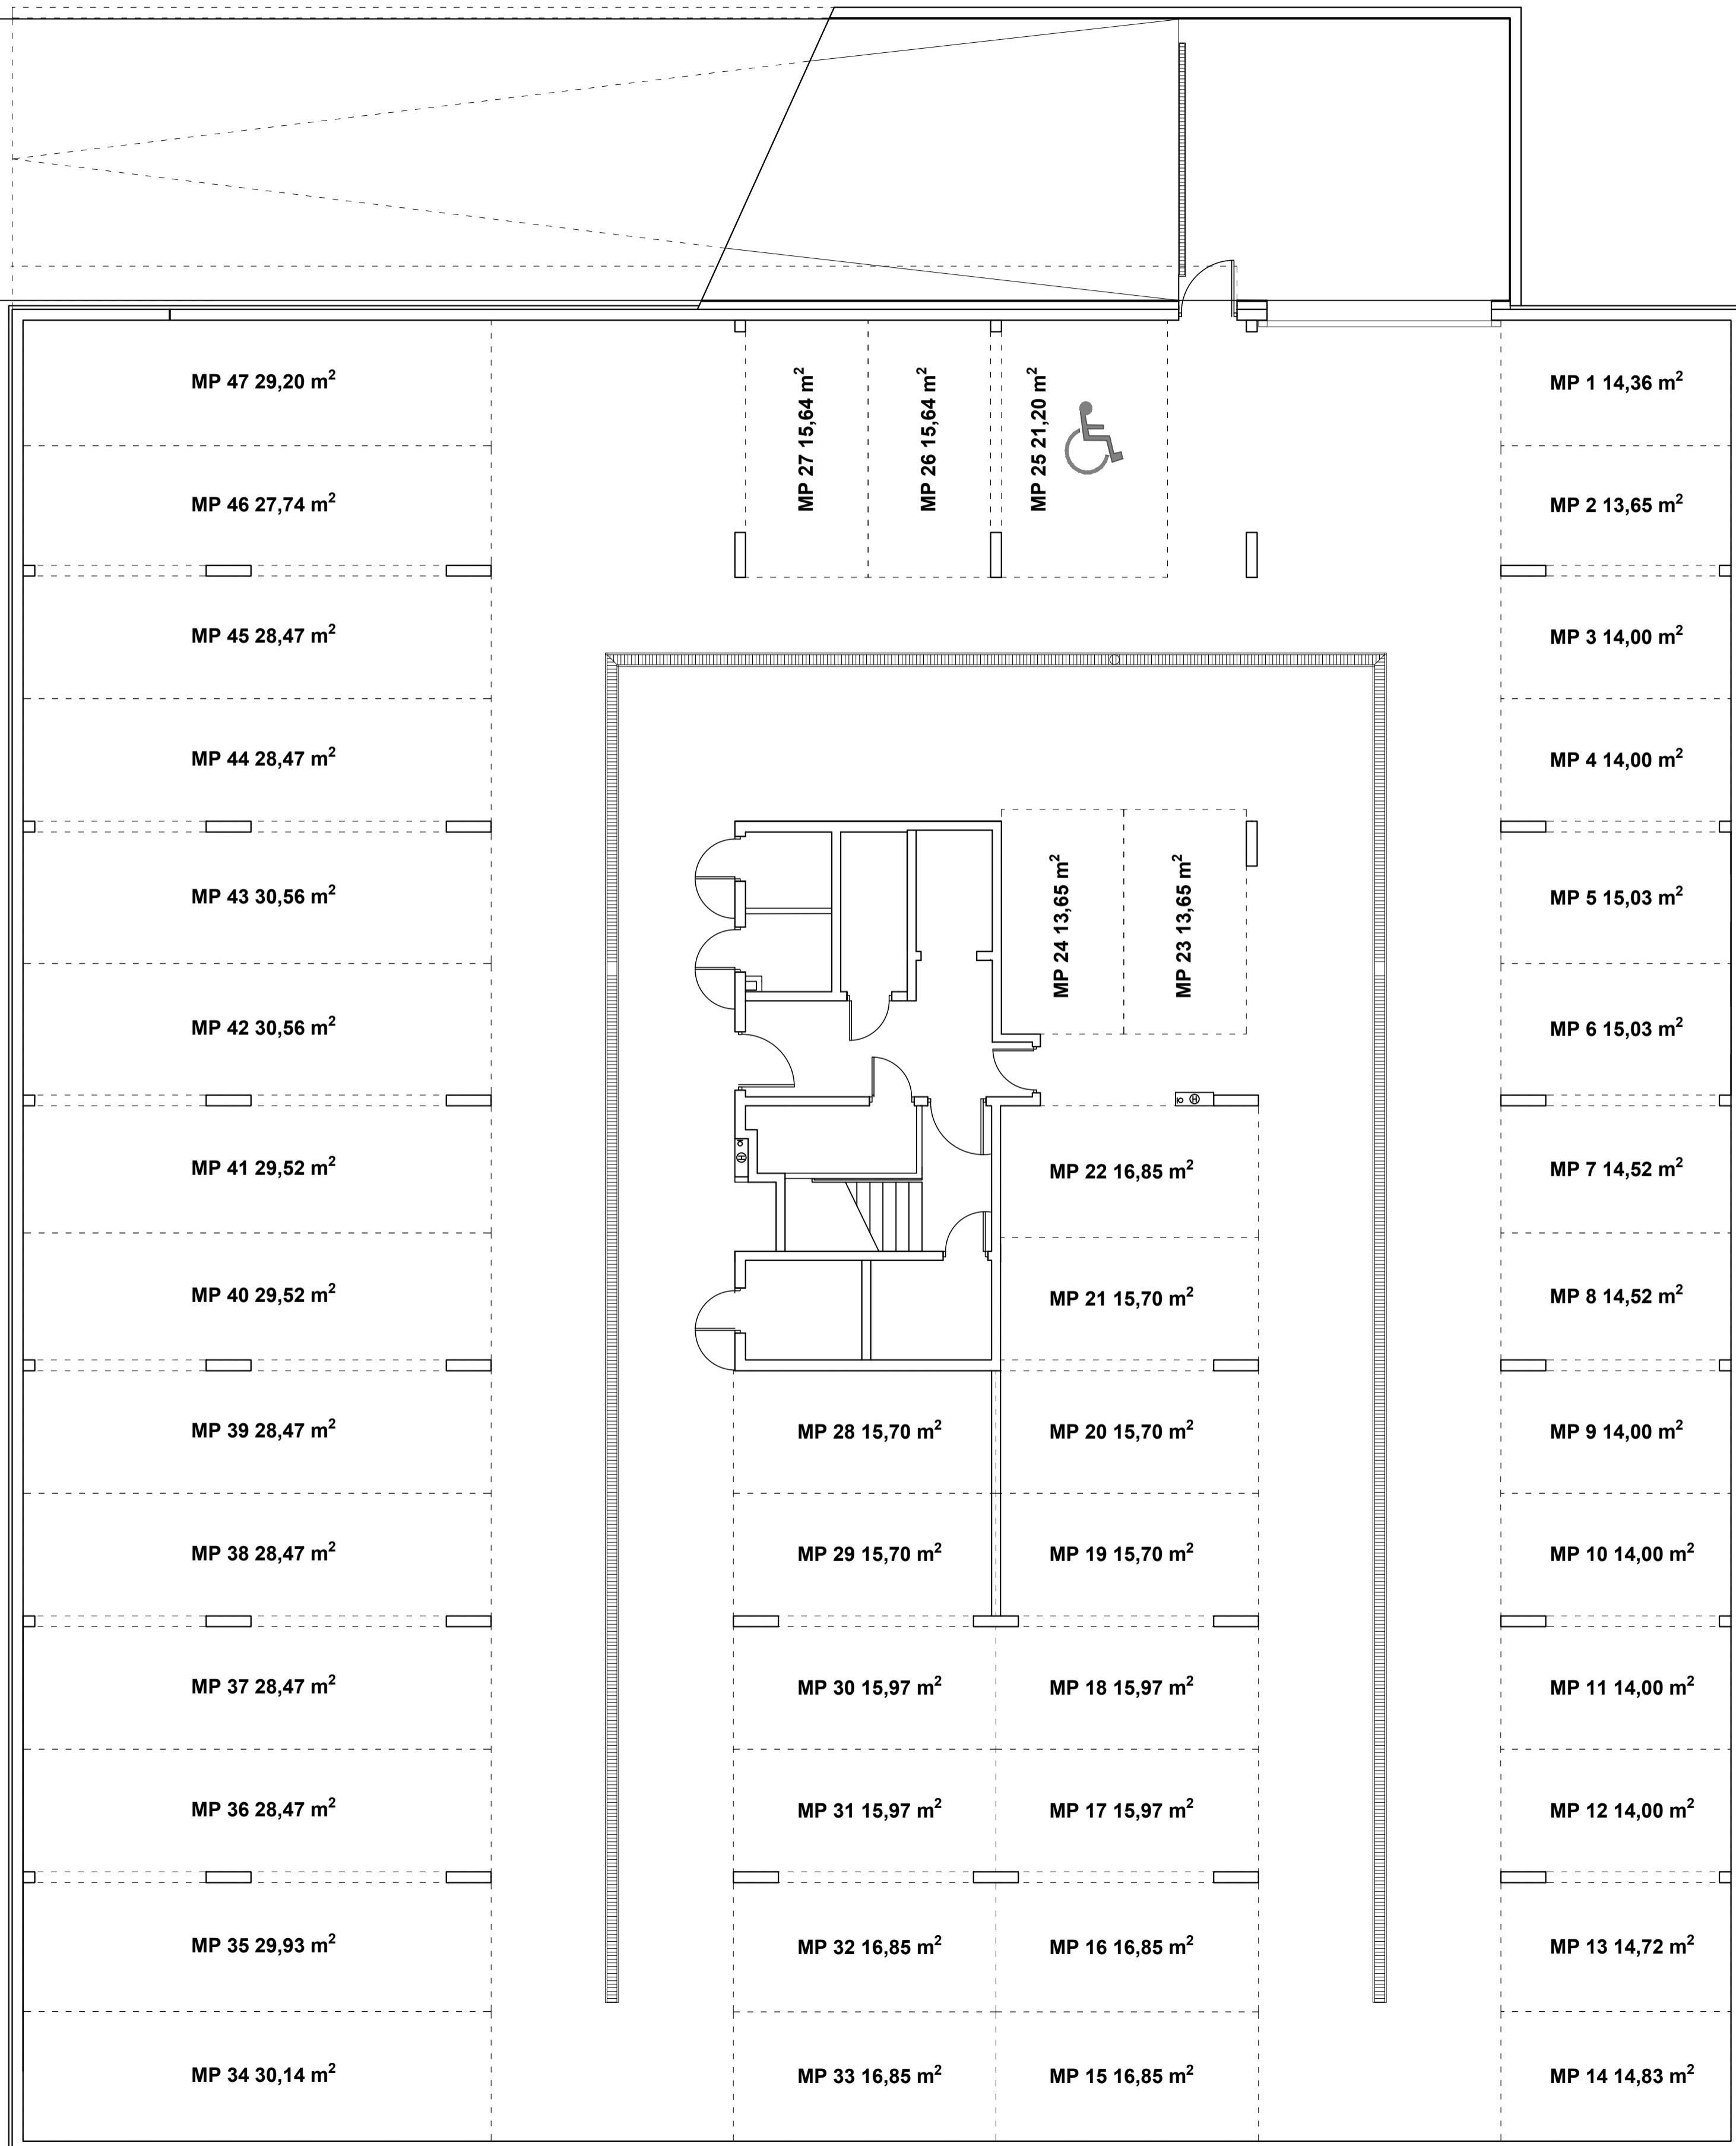 MP 47 29,20 m²
MP 27 15,64 m²
MP 26 15,64 m²
MP 25 21,20 m²
MP 1 14,36 m²
MP 46 27,74 m²
MP 2 13,65 m²
MP 45 28,47 m²
MP 3 14,00 m²
MP 44 28,47 m²
MP 4 14,00 m²
MP 43 30,56 m²
MP 24 13,65 m²
MP 23 13,65 m²
MP 5 15,03 m²
MP 42 30,56 m²
MP 6 15,03 m²
H
MP 41 29,52 m²
H
MP 22 16,85 m²
MP 7 14,52 m²
MP 40 29,52 m²
MP 21 15,70 m²
MP 8 14,52 m²
MP 39 28,47 m²
MP 28 15,70 m²
MP 20 15,70 m²
MP 9 14,00 m²
MP 38 28,47 m²
MP 29 15,70 m²
MP 19 15,70 m²
MP 10 14,00 m²
MP 37 28,47 m²
MP 30 15,97 m²
MP 18 15,97 m²
MP 11 14,00 m²
MP 36 28,47 m²
MP 31 15,97 m²
MP 17 15,97 m²
MP 12 14,00 m²
MP 35 29,93 m²
MP 32 16,85 m²
MP 16 16,85 m²
MP 13 14,72 m²
MP 34 30,14 m²
MP 33 16,85 m²
MP 15 16,85 m²
MP 14 14,83 m²